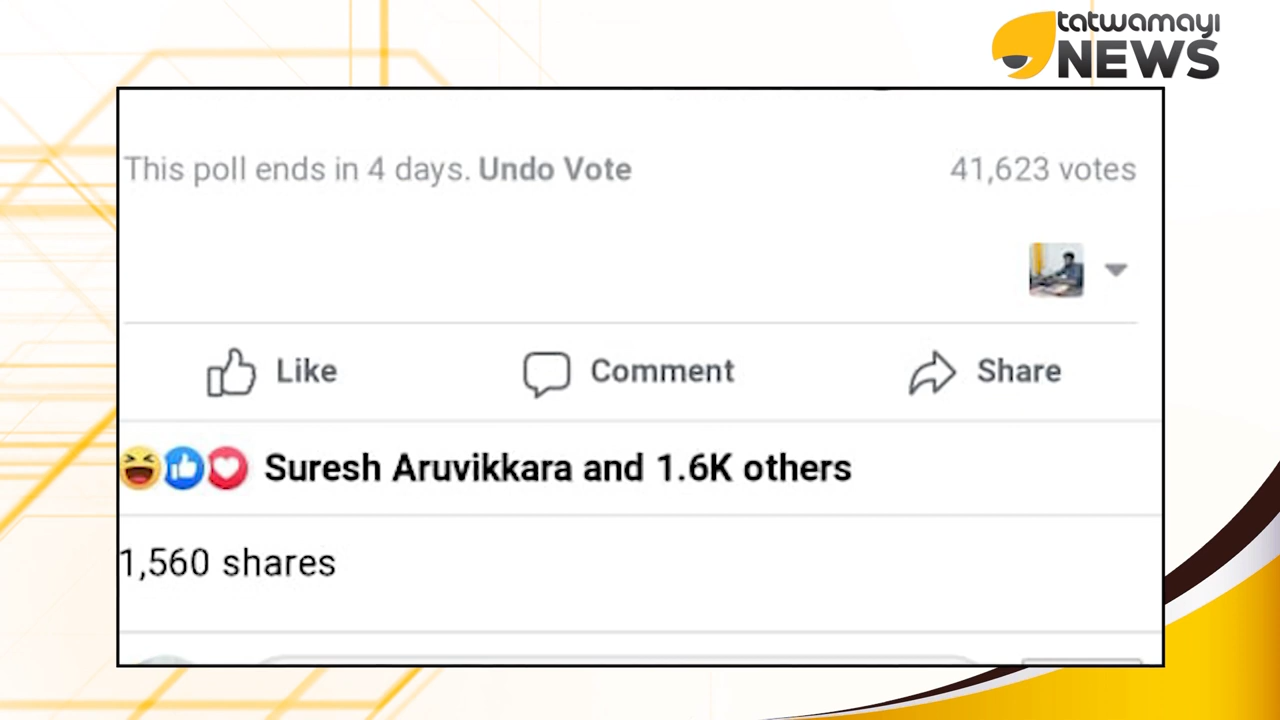 tatwamayi
NEWS
This poll ends in 4 days. Undo Vote
41,623 votes
Like
Comment
Share
Suresh Aruvikkara and 1.6K others
1,560 shares